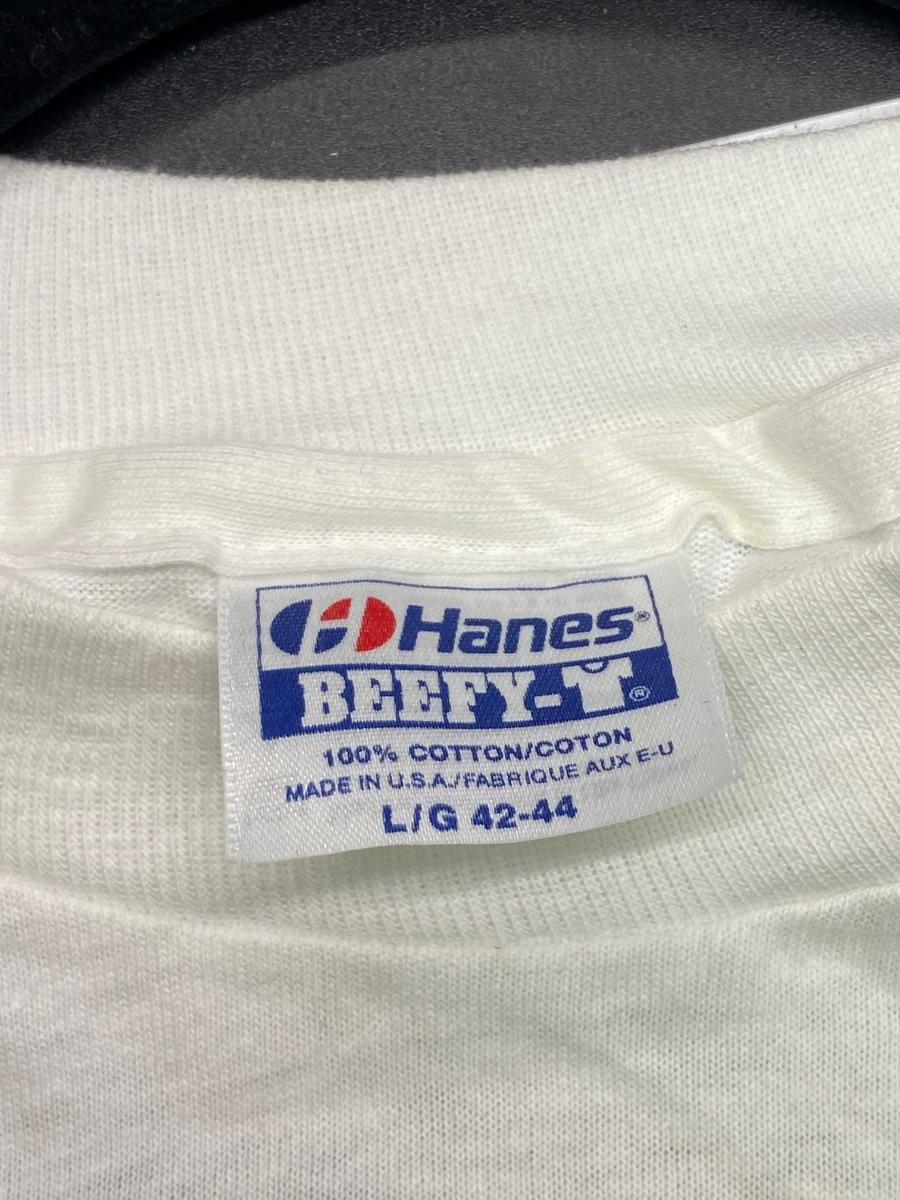 Hanes®
BEEFY-T®
100% COTTON/COTON
MADE IN U.S.A./FABRIQUE AUX E-U
L/G 42-44